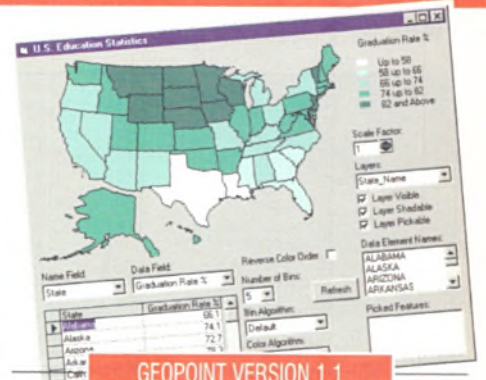 U.S. Education Statistics
Graduation Rate %
Up to 58
58 up to 66
66 up to 74
74 up to 82
82 and Above
Scale Factor:
1
Layers:
State_Name
Layer Visible
Layer Shadable
Layer Pickable
Data Element Names:
ALABAMA
ALASKA
ARIZONA
ARKANSAS
Picked Features:
Name Field:
State
Data Field:
Graduation Rate %
Reverse Color Order
Number of Bins:
5
Refresh
Bin Algorithm:
Default
Color Algorithm:
State
Graduation Rate %
Alabama
66.1
Alaska
74.1
Arizona
72.7
GEOPOINT VERSION 1.1